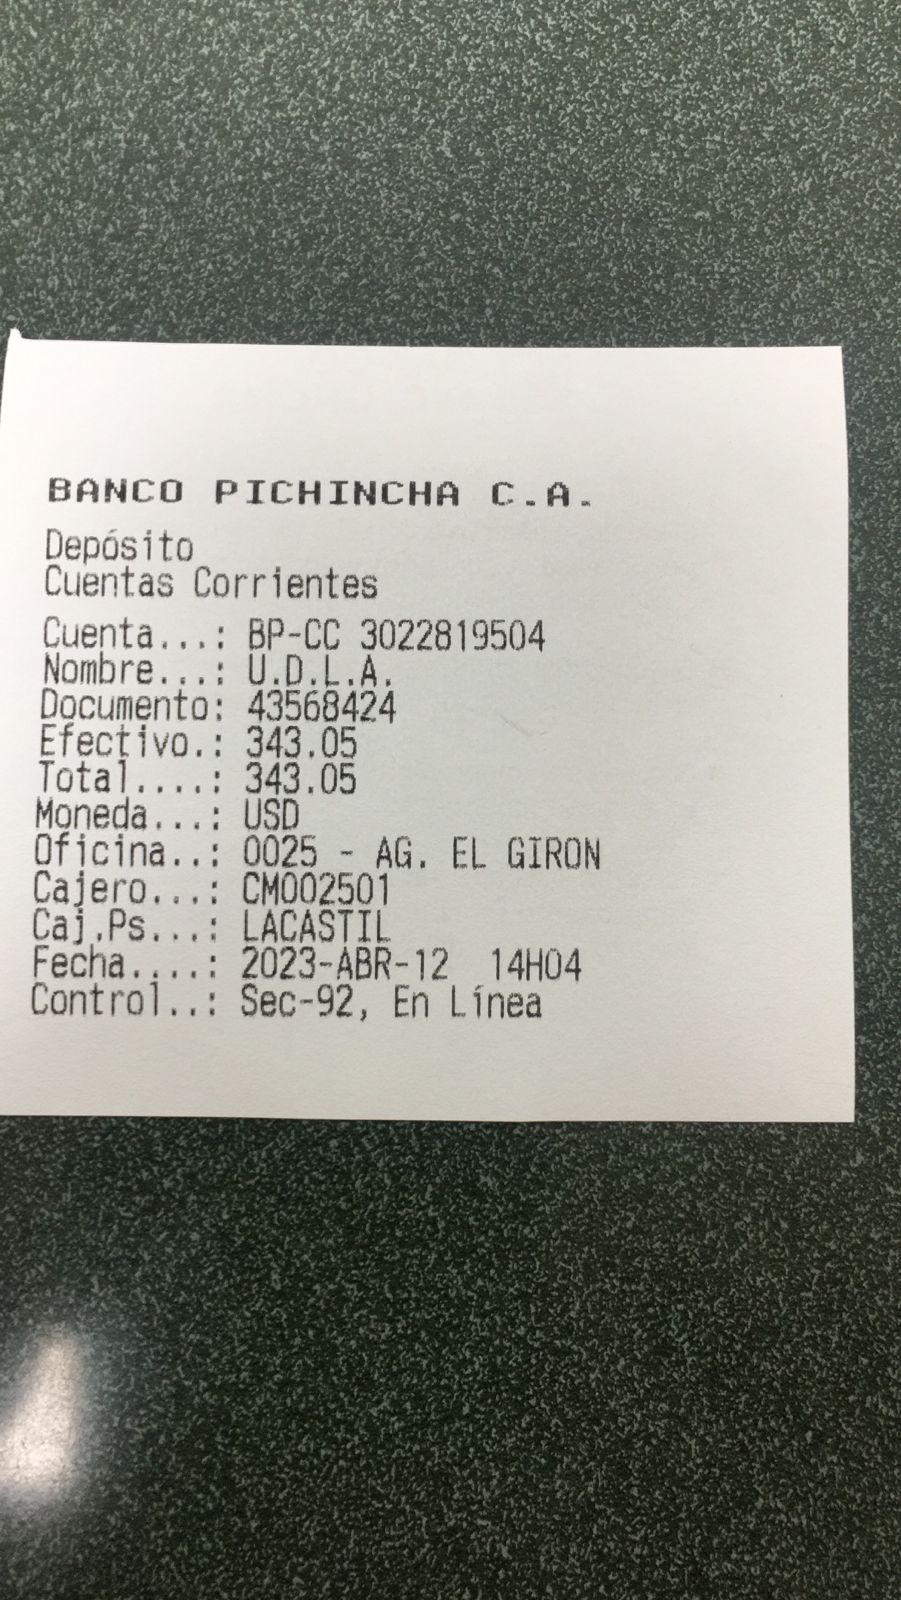 BANCO PICHINCHA C.A.
Depósito
Cuentas Corrientes
Cuenta...: BP-CC 3022819504
Nombre...: U.D.L.A.
Documento: 43568424
Efectivo.: 343.05
Total....: 343.05
Moneda...: USD
Oficina..: 0025 - AG. EL GIRON
Cajero...: CM002501
Caj.Ps...: LACASTIL
Fecha....: 2023-ABR-12  14H04
Control..: Sec-92, En Línea